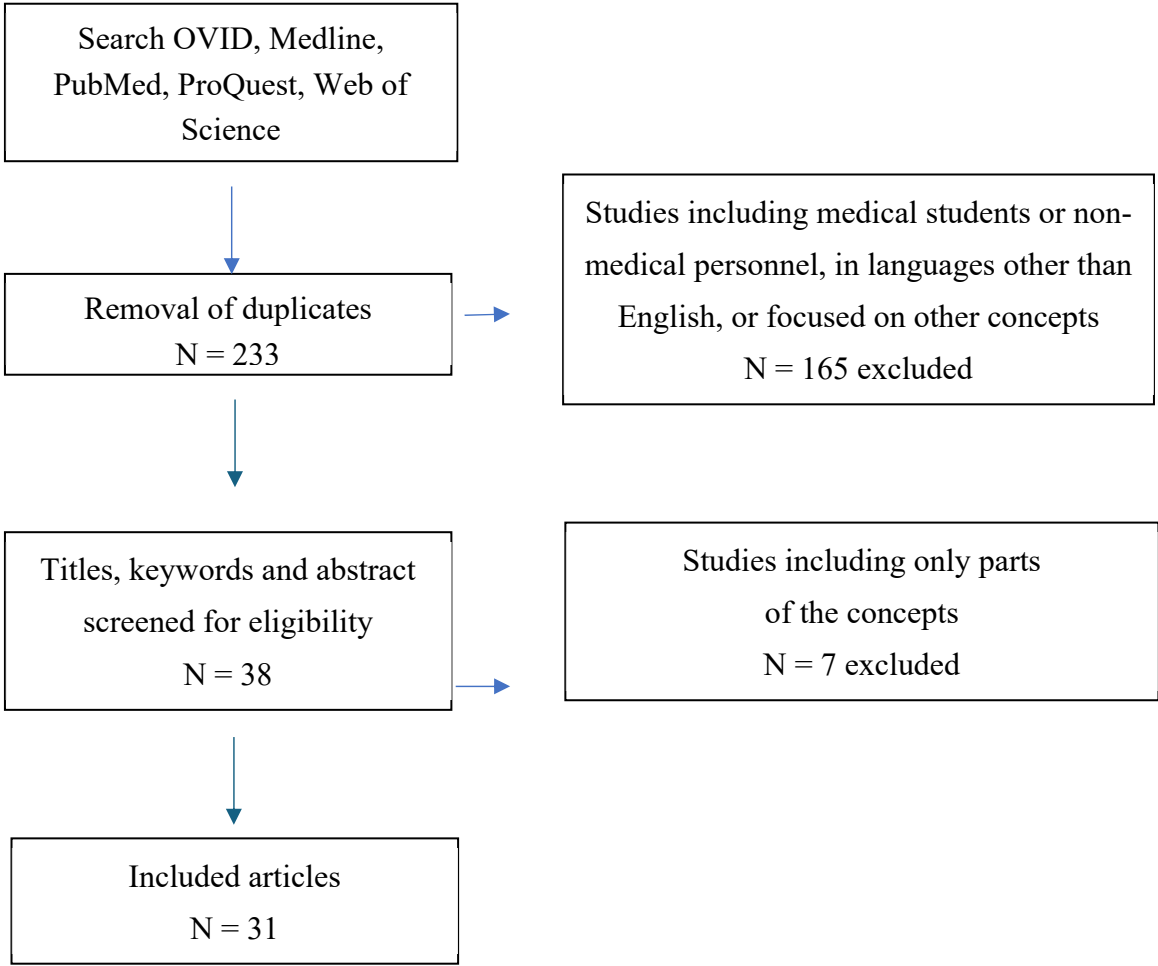 Search OVID, Medline,
PubMed, ProQuest, Web of
Science
Removal of duplicates
N = 233
Studies including medical students or non-
medical personnel, in languages other than
English, or focused on other concepts
N = 165 excluded
Titles, keywords and abstract
screened for eligibility
N = 38
Studies including only parts
of the concepts
N = 7 excluded
Included articles
N = 31